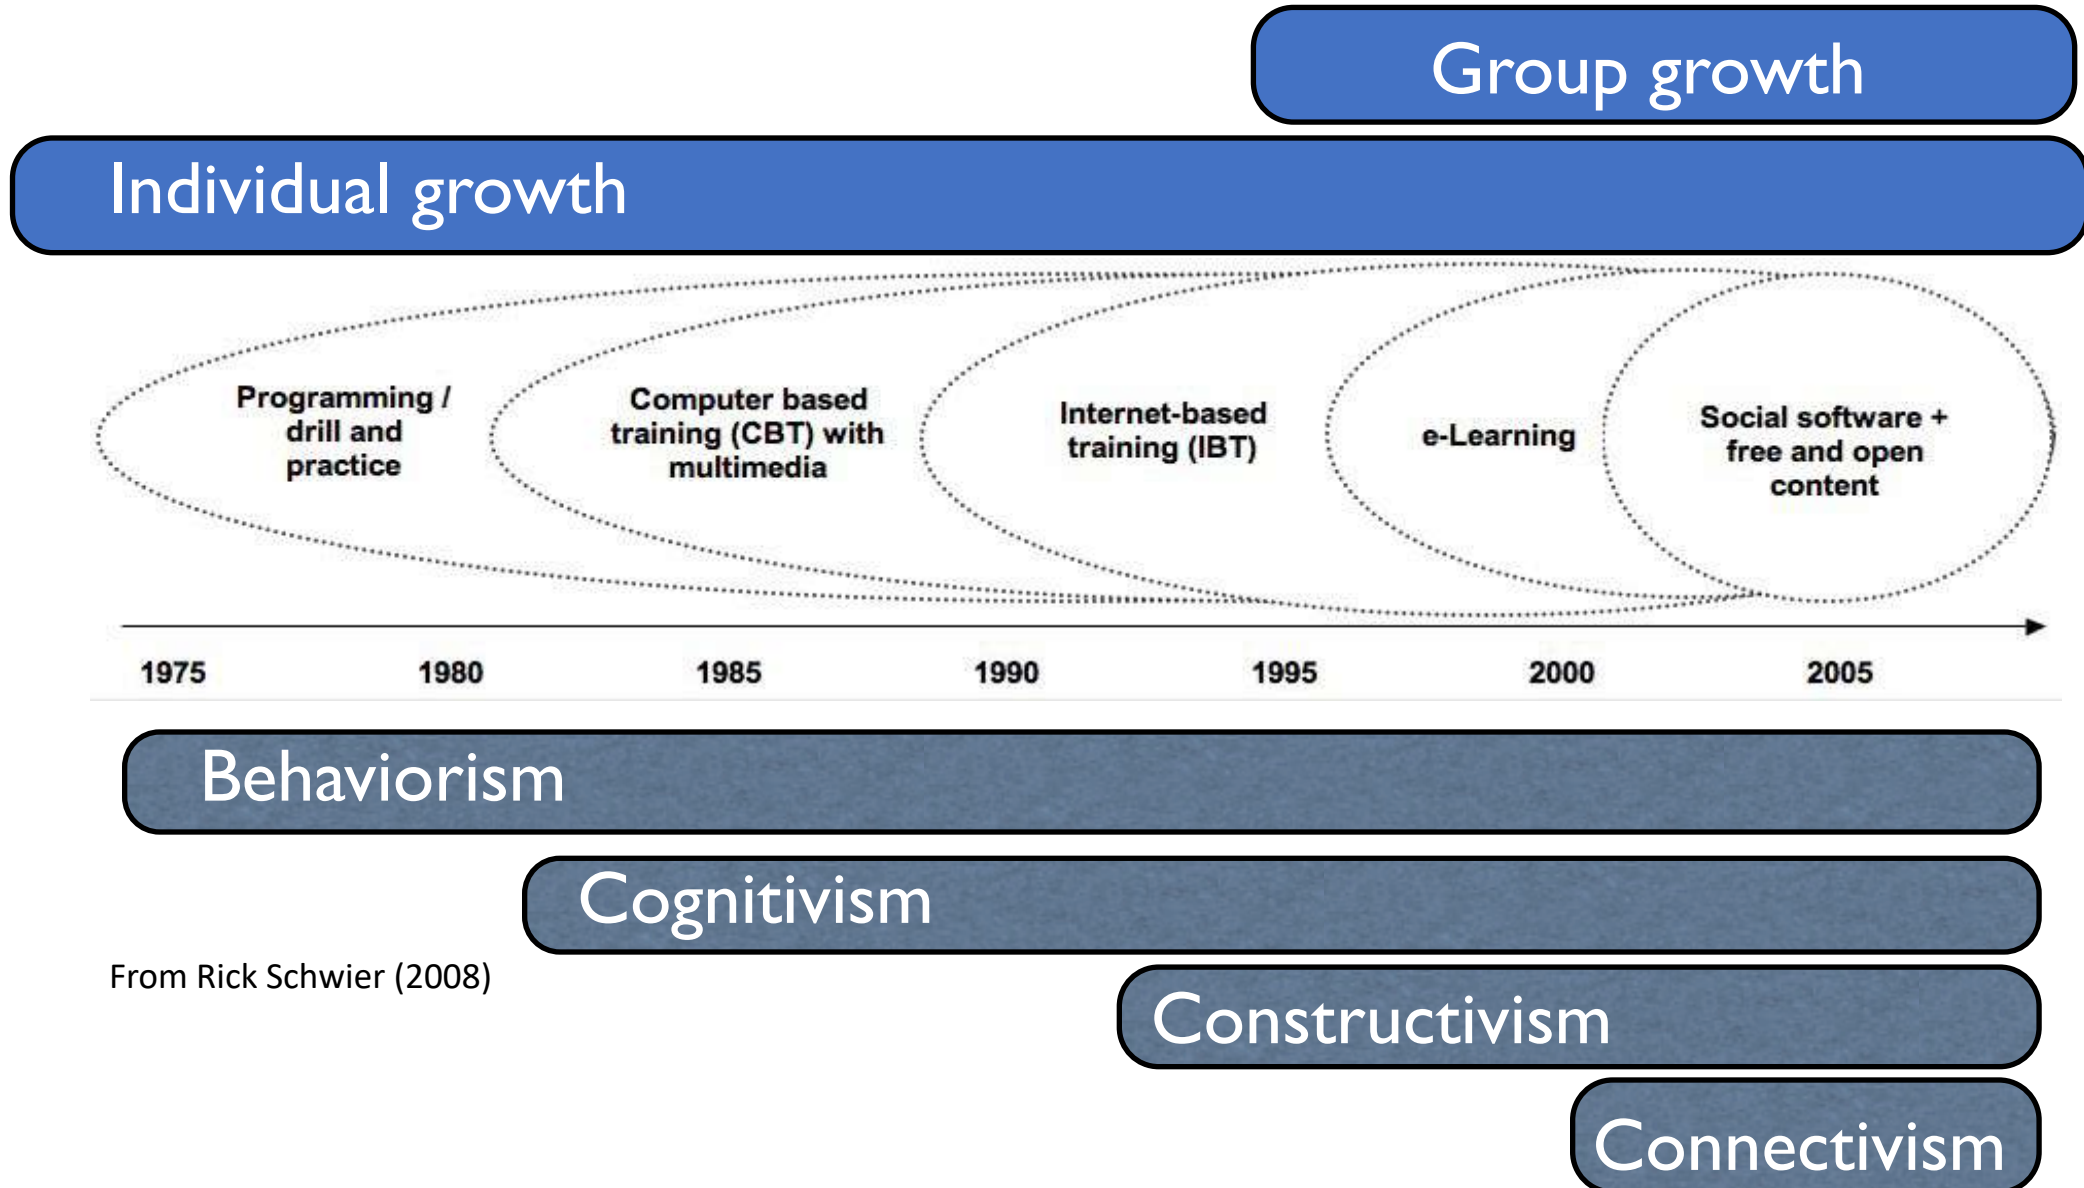 Group growth
Individual growth
Programming /
drill and
practice
Computer based
training (CBT) with
multimedia
Internet-based
training (IBT)
e-Learning
Social software +
free and open
content
1975 1980 1985 1990 1995 2000 2005
Behaviorism
Cognitivism
From Rick Schwier (2008)
Constructivism
Connectivism